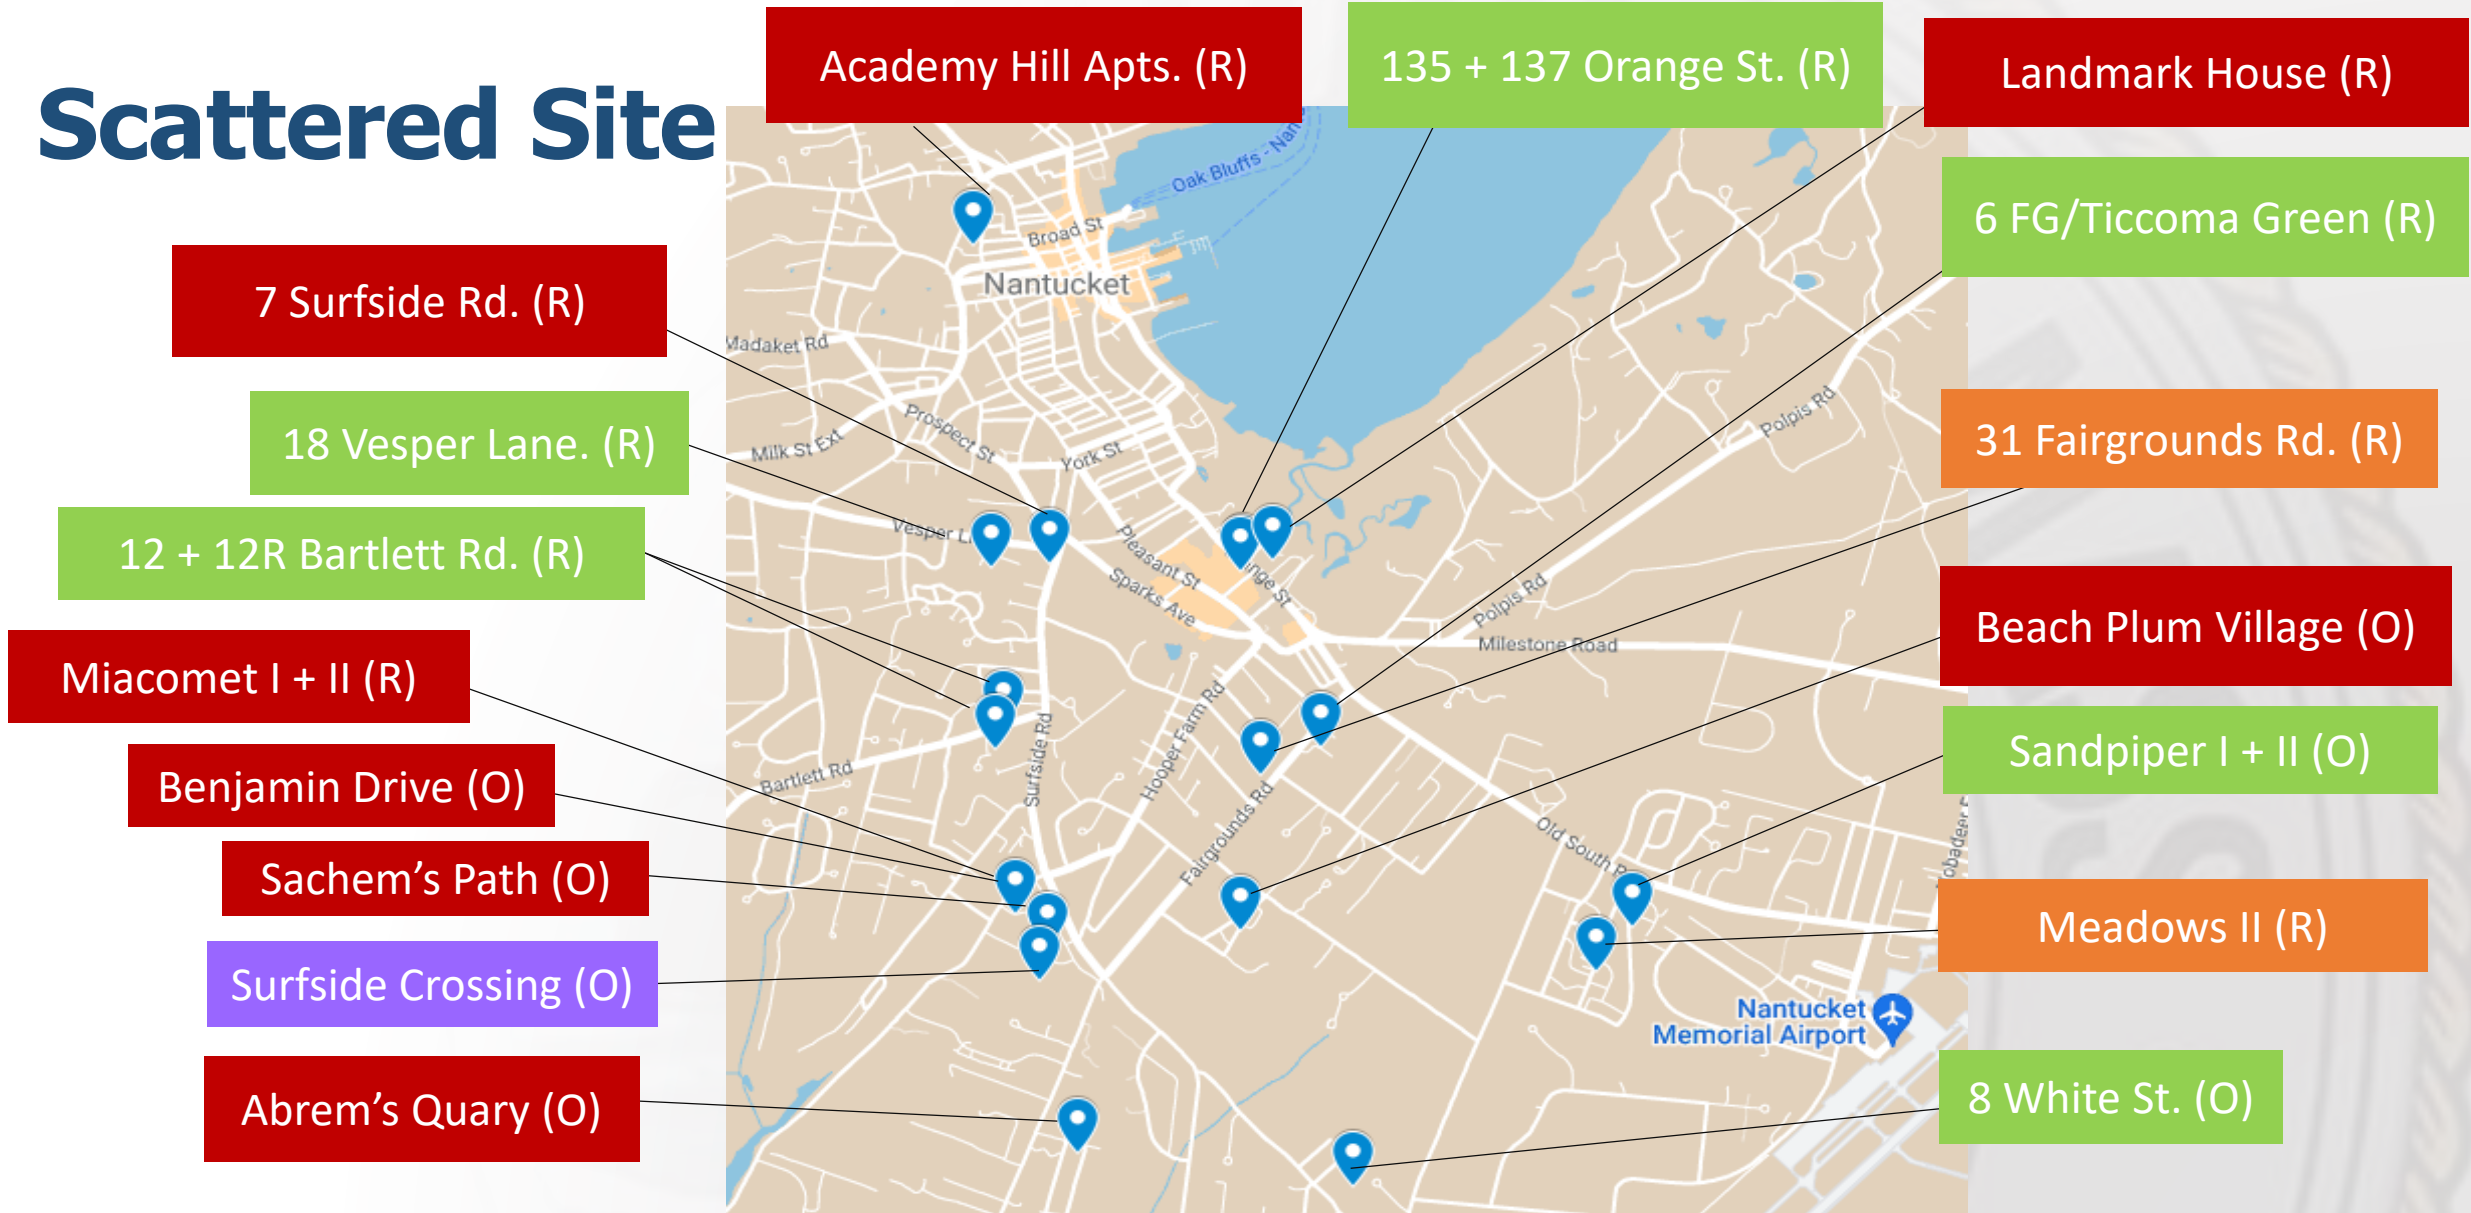 Scattered Site
Academy Hill Apts. (R)
135 + 137 Orange St. (R)
Landmark House (R)
6 FG/Ticcoma Green (R)
7 Surfside Rd. (R)
18 Vesper Lane. (R)
31 Fairgrounds Rd. (R)
12 + 12R Bartlett Rd. (R)
Beach Plum Village (O)
Miacomet I + II (R)
Sandpiper I + II (O)
Benjamin Drive (O)
Sachem's Path (O)
Meadows II (R)
Surfside Crossing (O)
Abrem's Quary (O)
8 White St. (O)
Oak Bluffs - Nant
Broad St
Nantucket
Madaket Rd
Prospect St
Milk St Ext
York St
Polpis Rd
Vesper L
Pleasant St
nge St
Sparks Ave
Polpis Rd
Milestone Road
Surfside Rd
Hooper Farm Rd
Bartlett Rd
Fairgrounds Rd
Old South R
obadeer
Nantucket
Memorial Airport